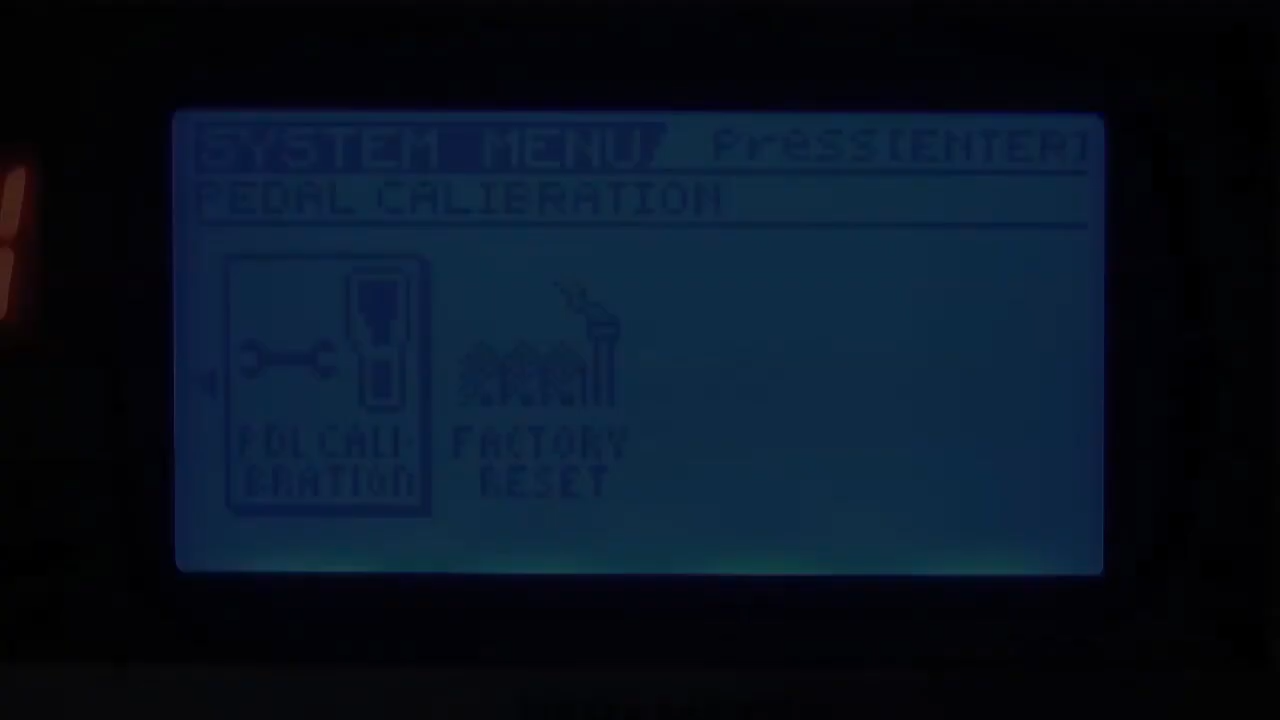 SYSTEM MENU Press[ENTER]
PEDAL CALIBRATION
PDL CALI-
BRATION
FACTORY
RESET